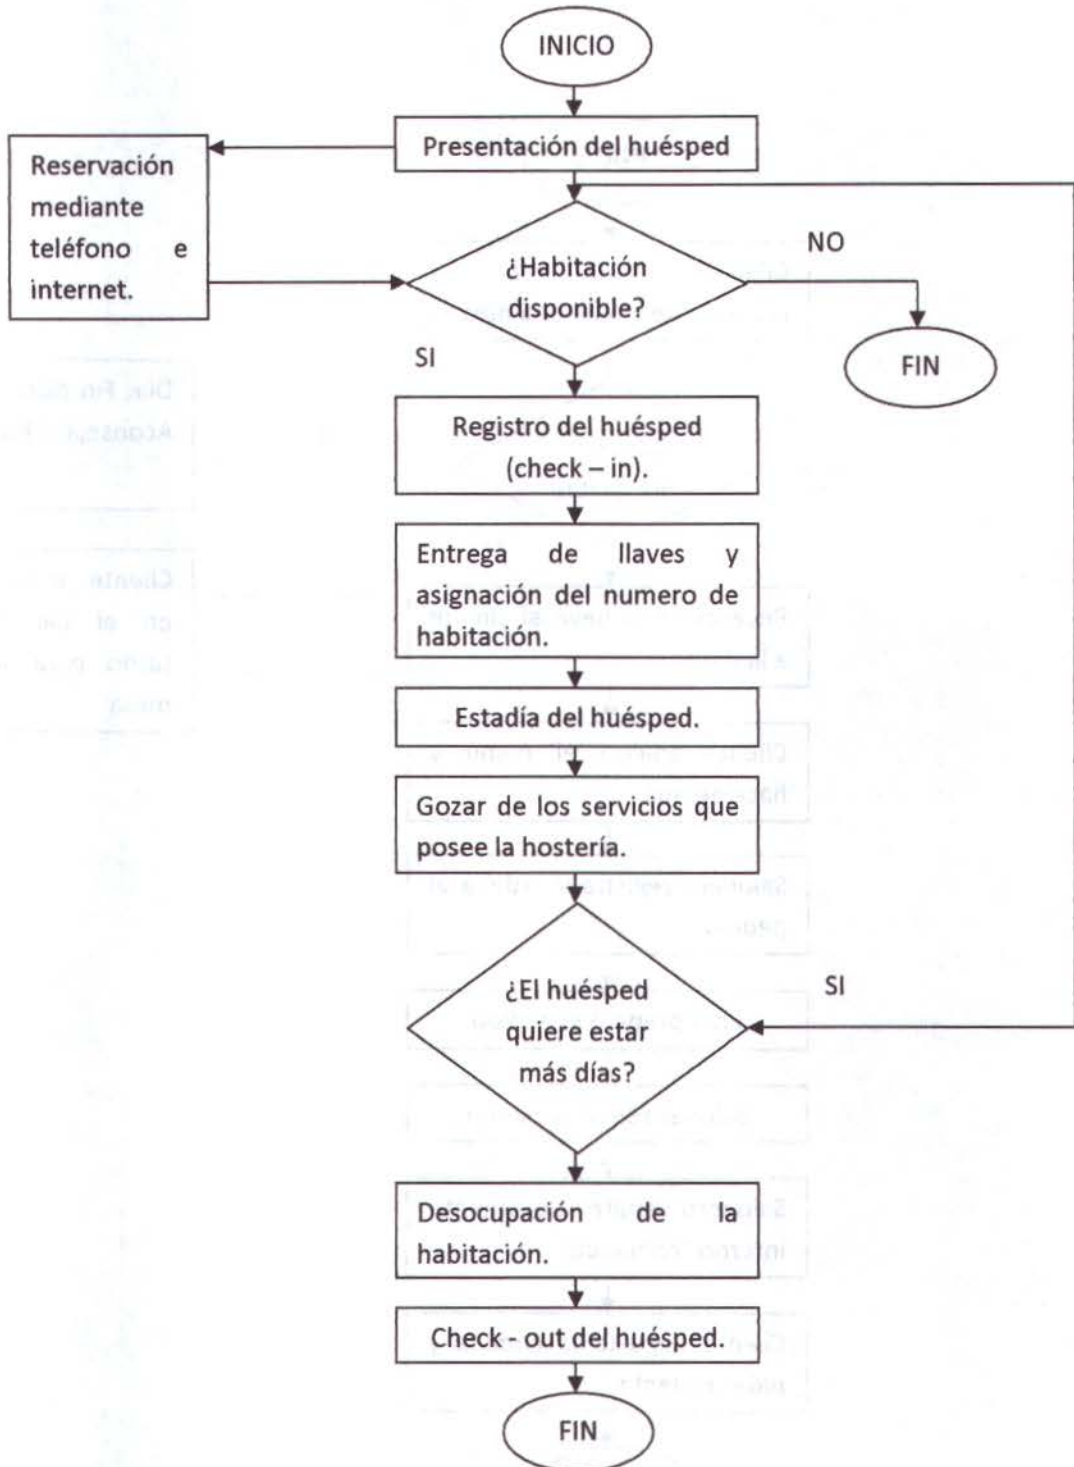 INICIO
Presentación del huésped
Reservación
mediante
teléfono e
internet.
¿Habitación
disponible?
NO
FIN
SI
Registro del huésped
(check – in).
Entrega de llaves y
asignación del numero de
habitación.
Estadía del huésped.
Gozar de los servicios que
posee la hostería.
¿El huésped
quiere estar
más días?
SI
Desocupación de la
habitación.
Check - out del huésped.
FIN